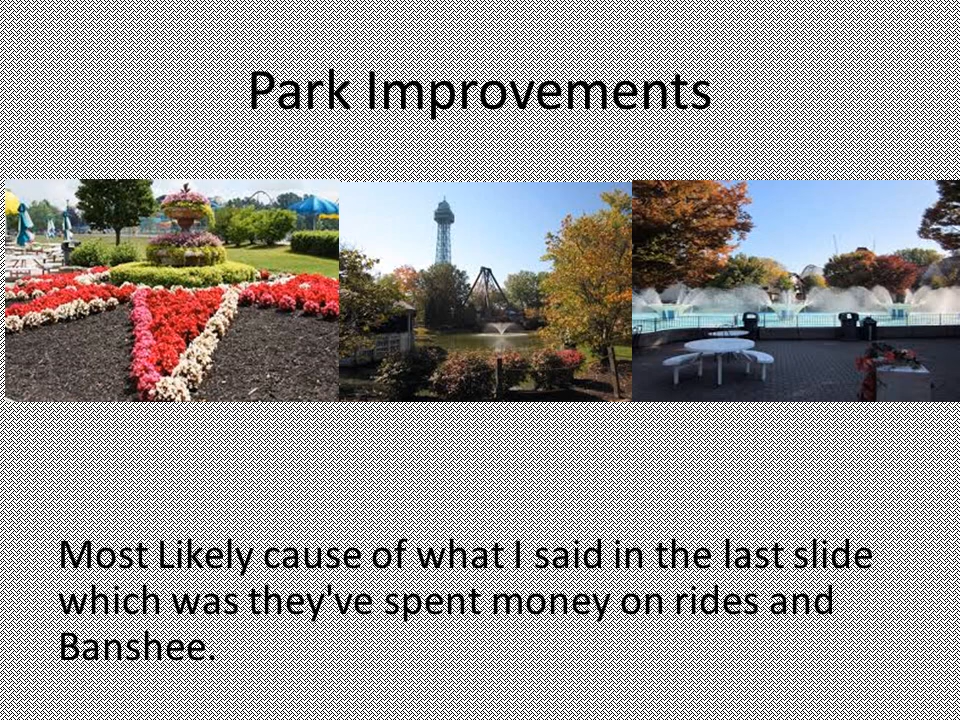 Park Improvements
Most Likely cause of what I said in the last slide
which was they've spent money on rides and
Banshee.